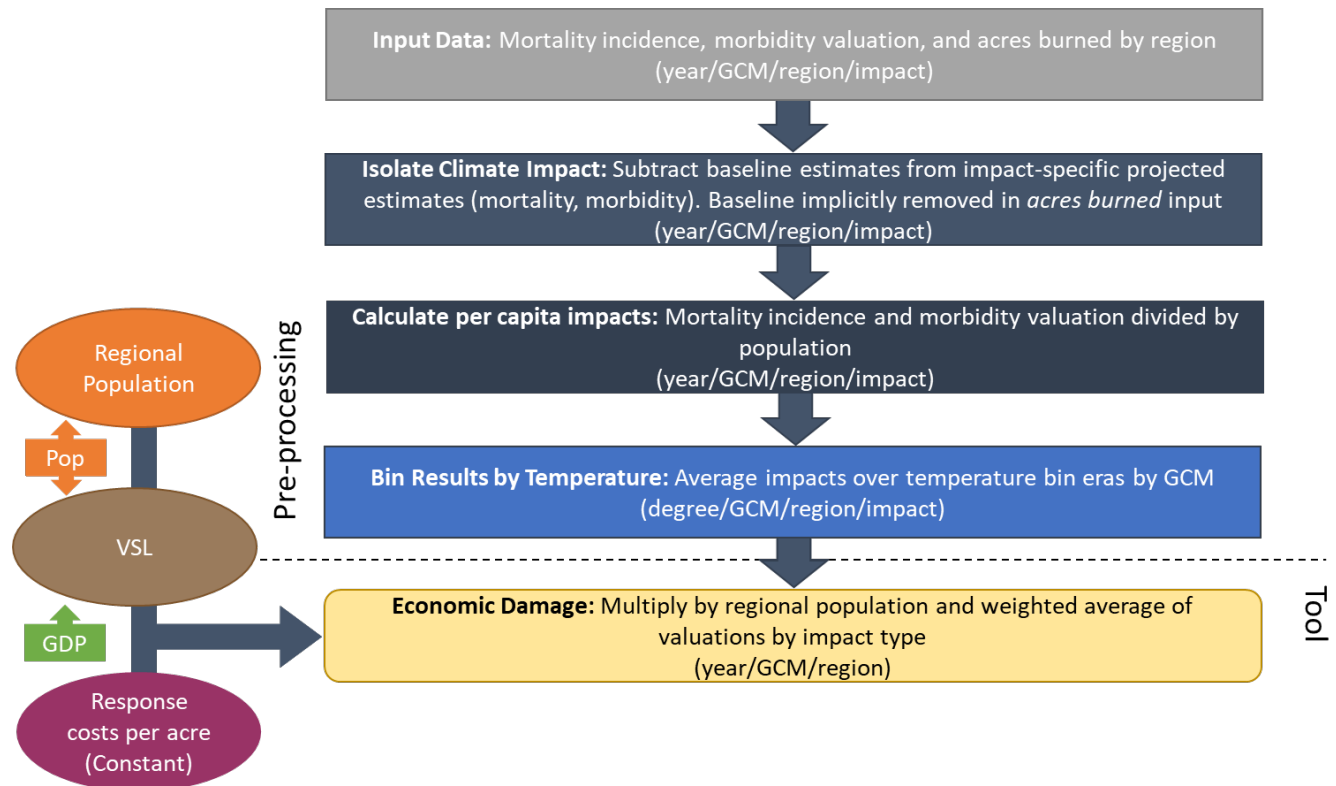 Input Data: Mortality incidence, morbidity valuation, and acres burned by region
(year/GCM/region/impact)
Isolate Climate Impact: Subtract baseline estimates from impact-specific projected
estimates (mortality, morbidity). Baseline implicitly removed in acres burned input
(year/GCM/region/impact)
Calculate per capita impacts: Mortality incidence and morbidity valuation divided by
population
(year/GCM/region/impact)
Bin Results by Temperature: Average impacts over temperature bin eras by GCM
(degree/GCM/region/impact)
Economic Damage: Multiply by regional population and weighted average of
valuations by impact type
(year/GCM/region)
Pre-processing
Tool
Regional
Population
Pop
VSL
GDP
Response
costs per acre
(Constant)